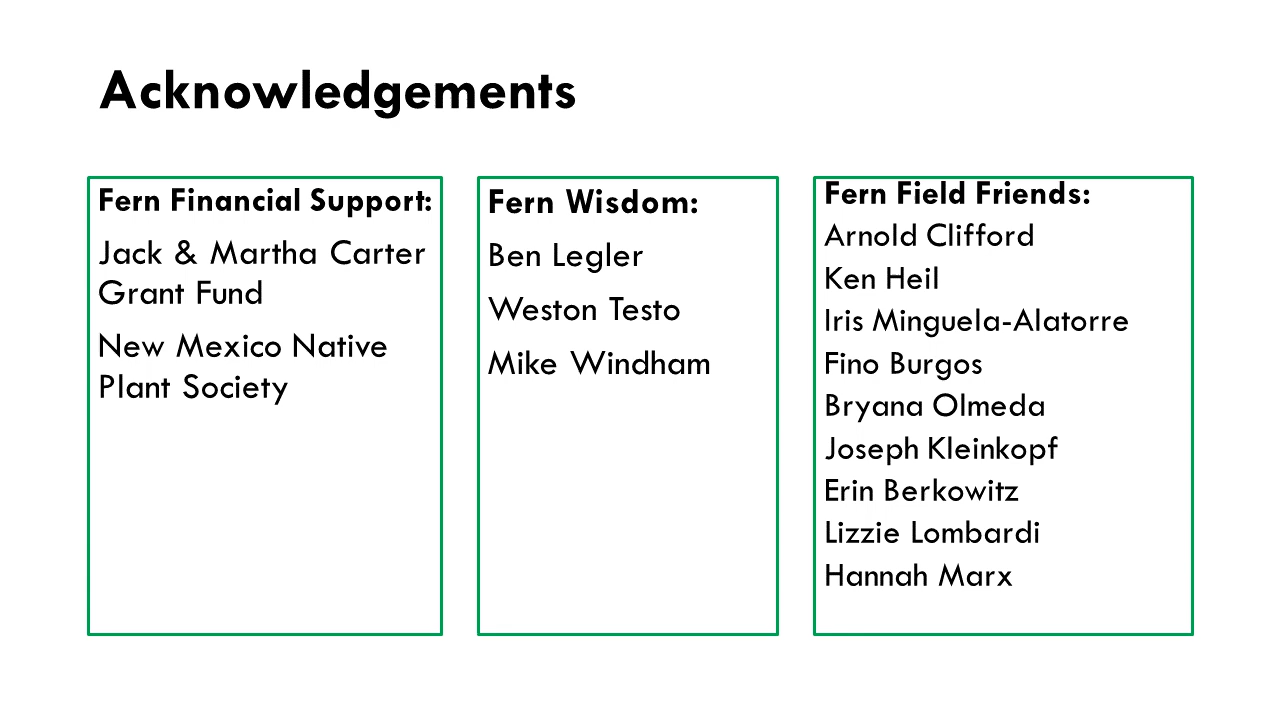 Acknowledgements
Fern Financial Support:
Jack & Martha Carter
Grant Fund
New Mexico Native
Plant Society
Fern Wisdom:
Ben Legler
Weston Testo
Mike Windham
Fern Field Friends:
Arnold Clifford
Ken Heil
Iris Minguela-Alatorre
Fino Burgos
Bryana Olmeda
Joseph Kleinkopf
Erin Berkowitz
Lizzie Lombardi
Hannah Marx